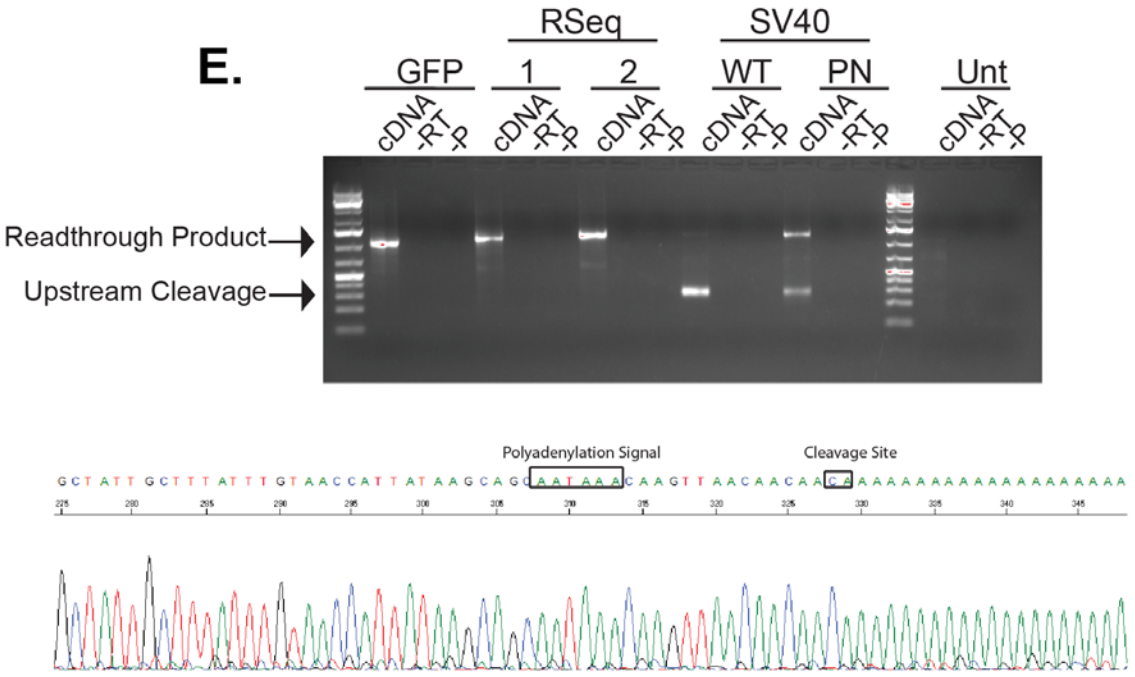 E.
RSeq SV40
GFP 1 2 WT PN Unt
cDNA -RT -P cDNA -RT -P cDNA -RT -P cDNA -RT -P cDNA -RT -P cDNA -RT -P
Readthrough Product
Upstream Cleavage
Polyadenylation Signal Cleavage Site
G C T A T T G C T T T A T T T G T A A C C A T T A T A A G C A G C A A T A A A C A A G T T A A C A A C A A C A A A A A A A A A A A A A A A A A A A A
275 280 285 290 295 300 305 310 315 320 325 330 335 340 345